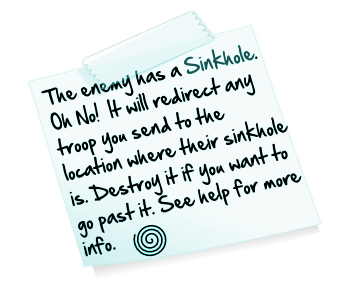 The enemy has a Sinkhole.
Oh No! It will redirect any
troop you send to the
location where their sinkhole
is. Destroy it if you want to
go past it. See help for more
info.